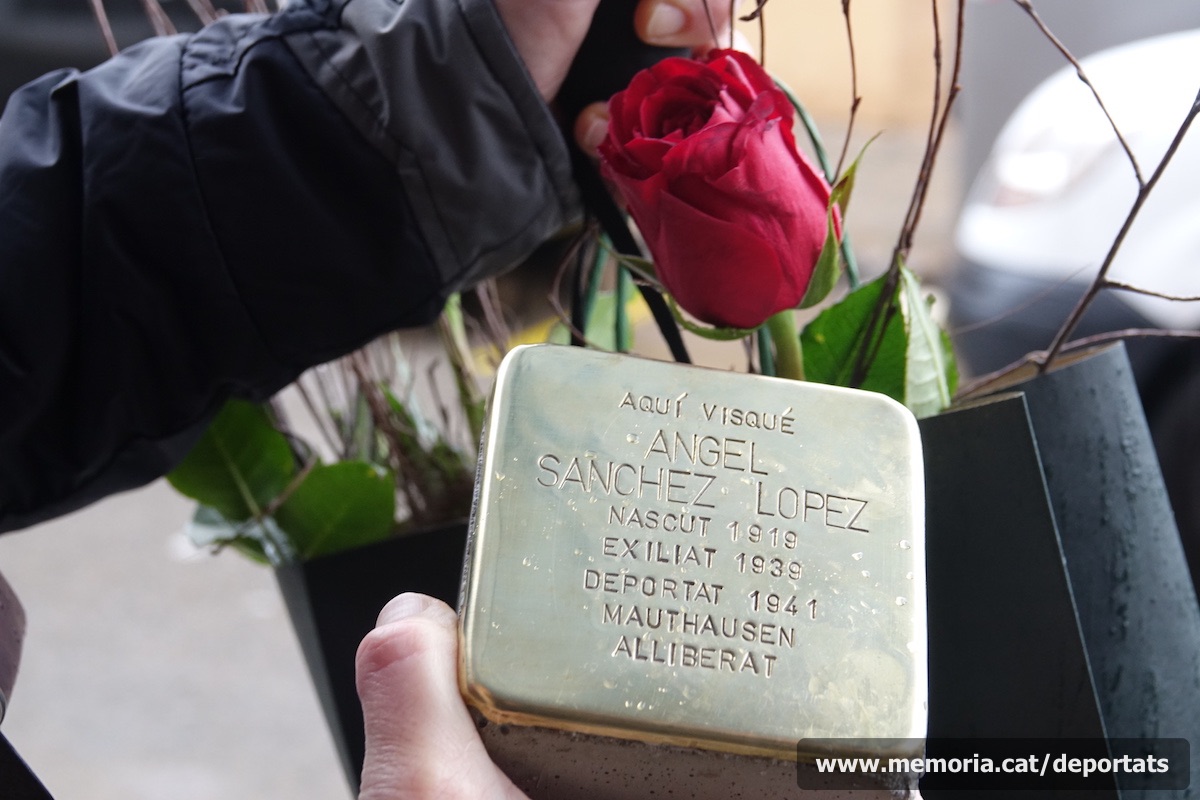 AQUÍ VISQUÉ
ANGEL
SANCHEZ LOPEZ
NASCUT 1919
EXILIAT 1939
DEPORTAT 1941
MAUTHAUSEN
ALLIBERAT
www.memoria.cat/deportats